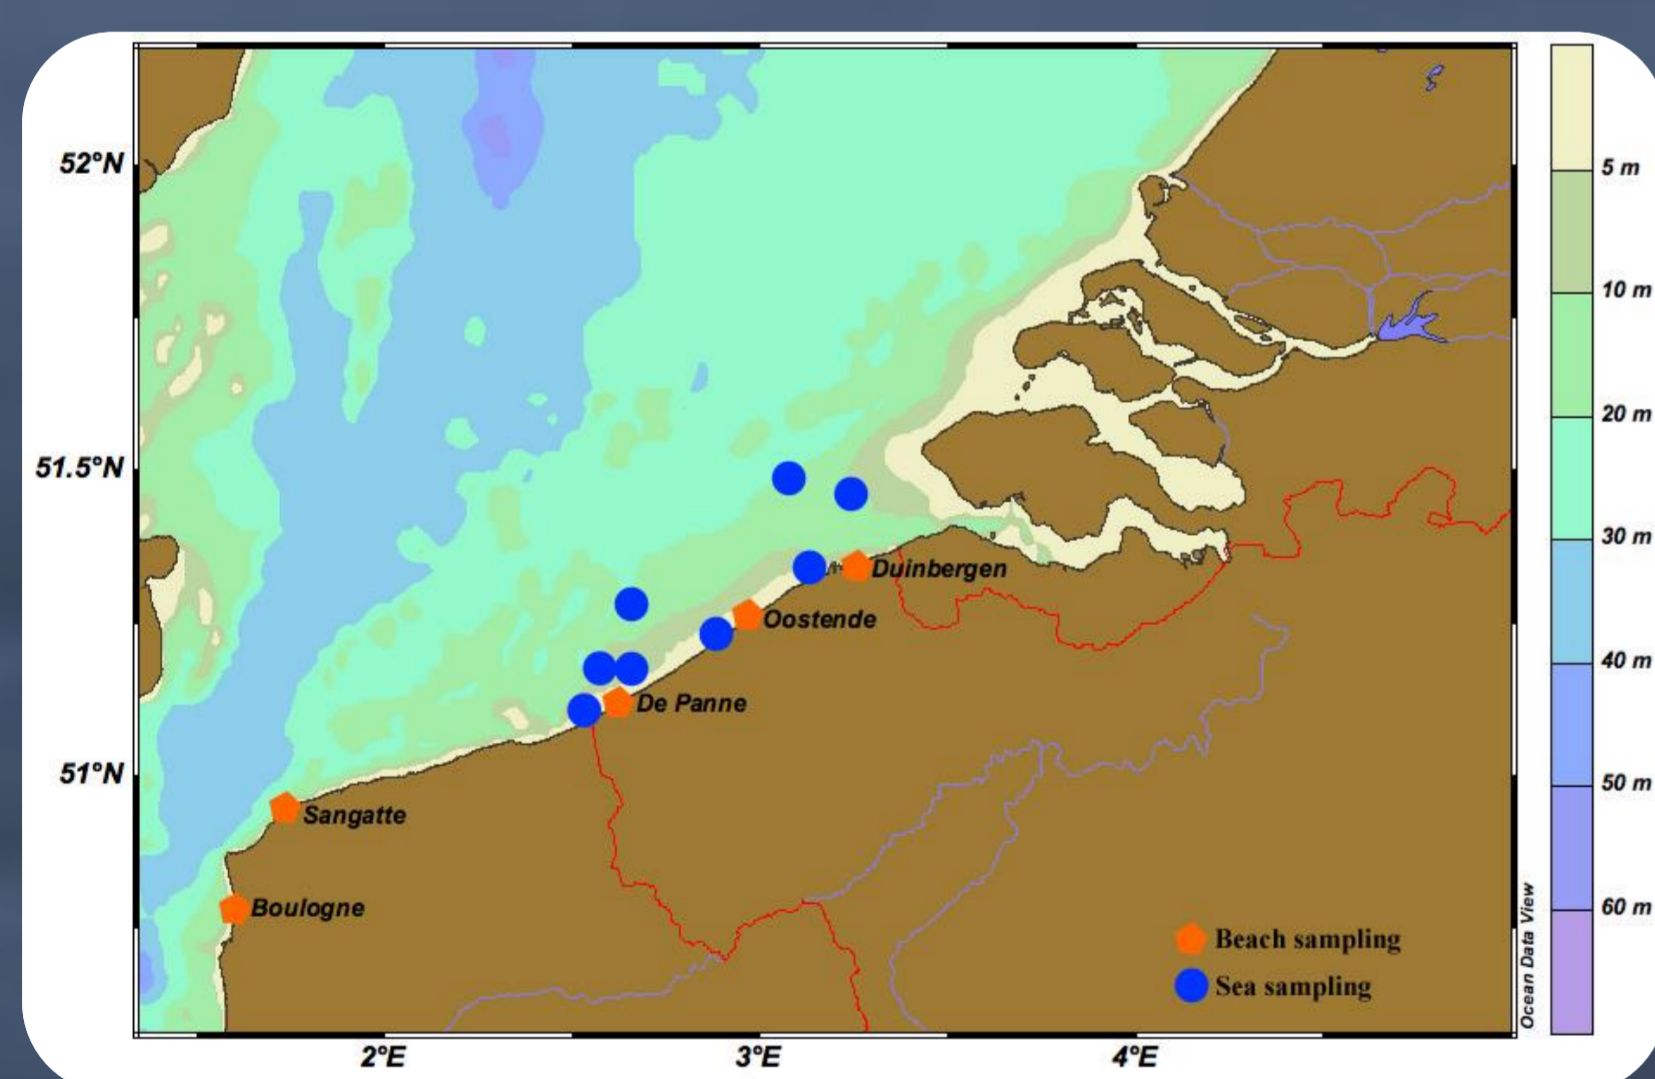 52°N
51.5°N
51°N
2°E
3°E
4°E
Duinbergen
Oostende
De Panne
Sangatte
Boulogne
Beach sampling
Sea sampling
Ocean Data View
5 m
10 m
20 m
30 m
40 m
50 m
60 m